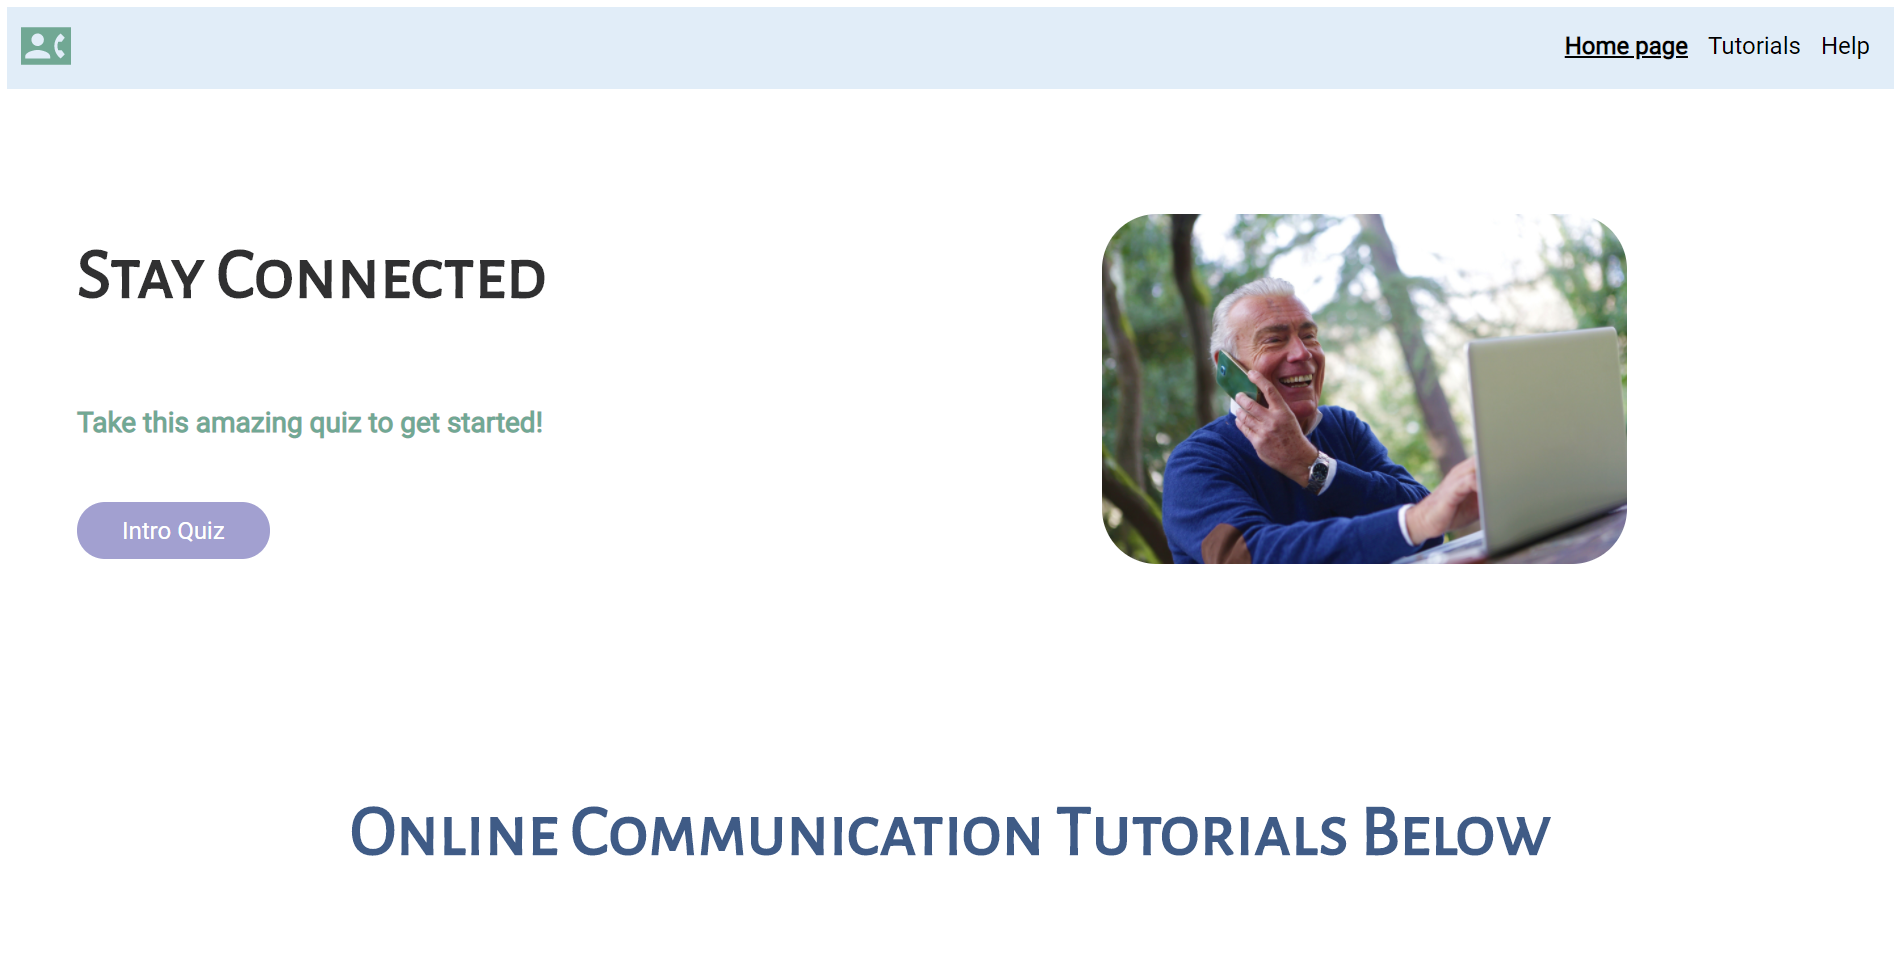 Home page Tutorials Help
Stay Connected
Take this amazing quiz to get started!
Intro Quiz
Online Communication Tutorials Below